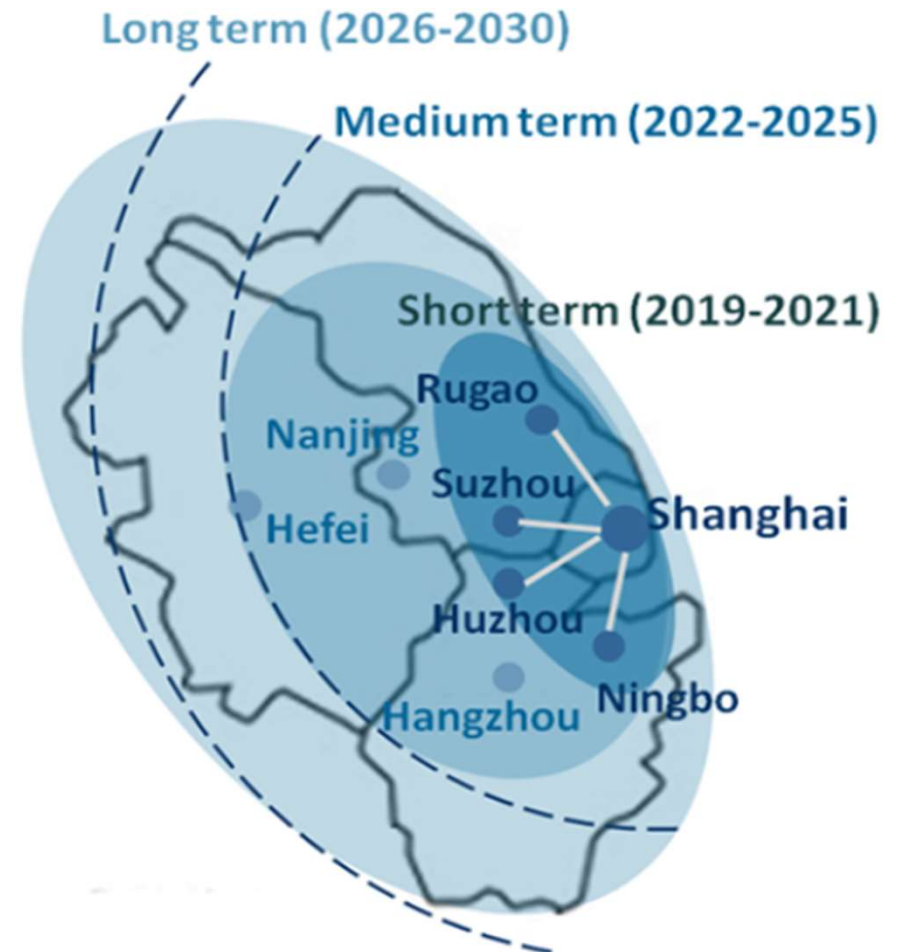 Long term (2026-2030)
Medium term (2022-2025)
Short term (2019-2021)
Rugao
Nanjing
Suzhou
Shanghai
Hefei
Huzhou
Ningbo
Hangzhou